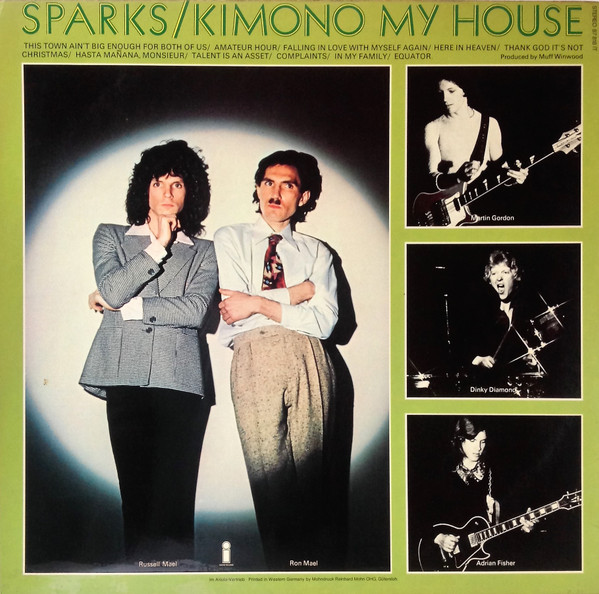 SPARKS/KIMONO MY HOUSE
THIS TOWN AIN'T BIG ENOUGH FOR BOTH OF US/ AMATEUR HOUR/ FALLING IN LOVE WITH MYSELF AGAIN/ HERE IN HEAVEN/ THANK GOD IT'S NOT
CHRISTMAS/ HASTA MAÑANA, MONSIEUR/ TALENT IS AN ASSET/ COMPLAINTS/ IN MY FAMILY/ EQUATOR
Produced by Muff Winwood
STEREO
Martin Gordon
Dinky Diamond
Adrian Fisher
Russell Mael
Ron Mael
Printed in Western Germany by Mohndruck Reinhard Mohn OHG, Gütersloh